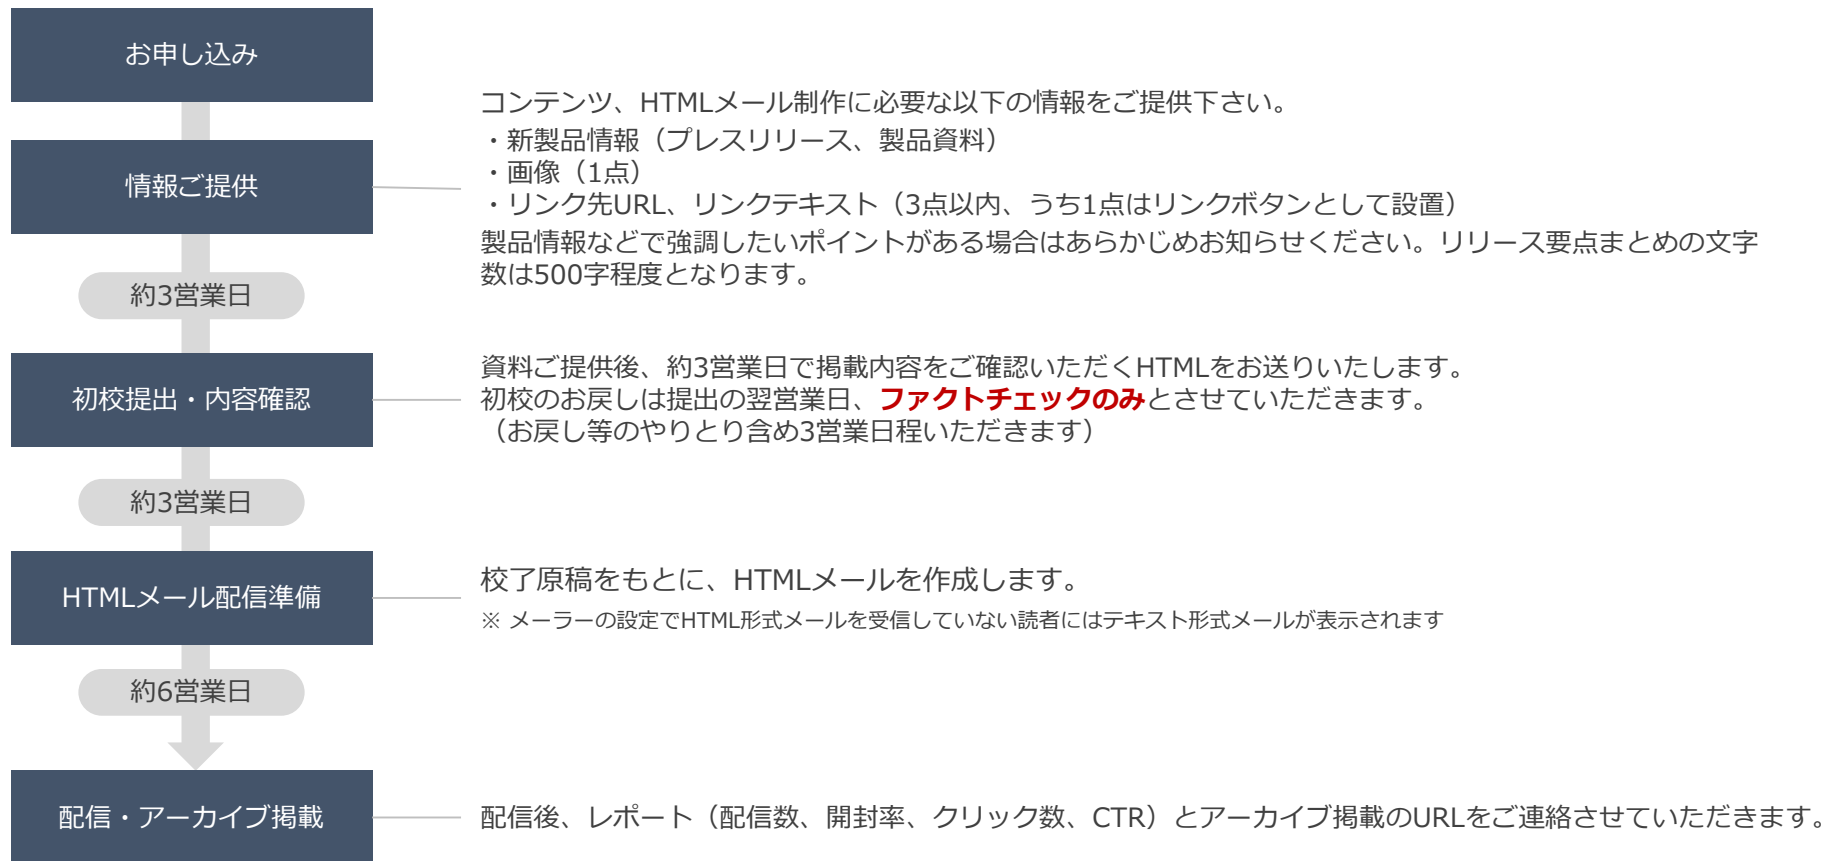 お申し込み
情報ご提供
コンテンツ、HTMLメール制作に必要な以下の情報をご提供下さい。
・新製品情報（プレスリリース、製品資料）
・画像（1点）
・リンク先URL、リンクテキスト（3点以内、うち1点はリンクボタンとして設置）
製品情報などで強調したいポイントがある場合はあらかじめお知らせください。リリース要点まとめの文字
数は500字程度となります。
約3営業日
初校提出・内容確認
資料ご提供後、約3営業日で掲載内容をご確認いただくHTMLをお送りいたします。
初校のお戻しは提出の翌営業日、ファクトチェックのみとさせていただきます。
（お戻し等のやりとり含め3営業日程いただきます）
約3営業日
HTMLメール配信準備
校了原稿をもとに、HTMLメールを作成します。
※ メーラーの設定でHTML形式メールを受信していない読者にはテキスト形式メールが表示されます
約6営業日
配信・アーカイブ掲載
配信後、レポート（配信数、開封率、クリック数、CTR）とアーカイブ掲載のURLをご連絡させていただきます。